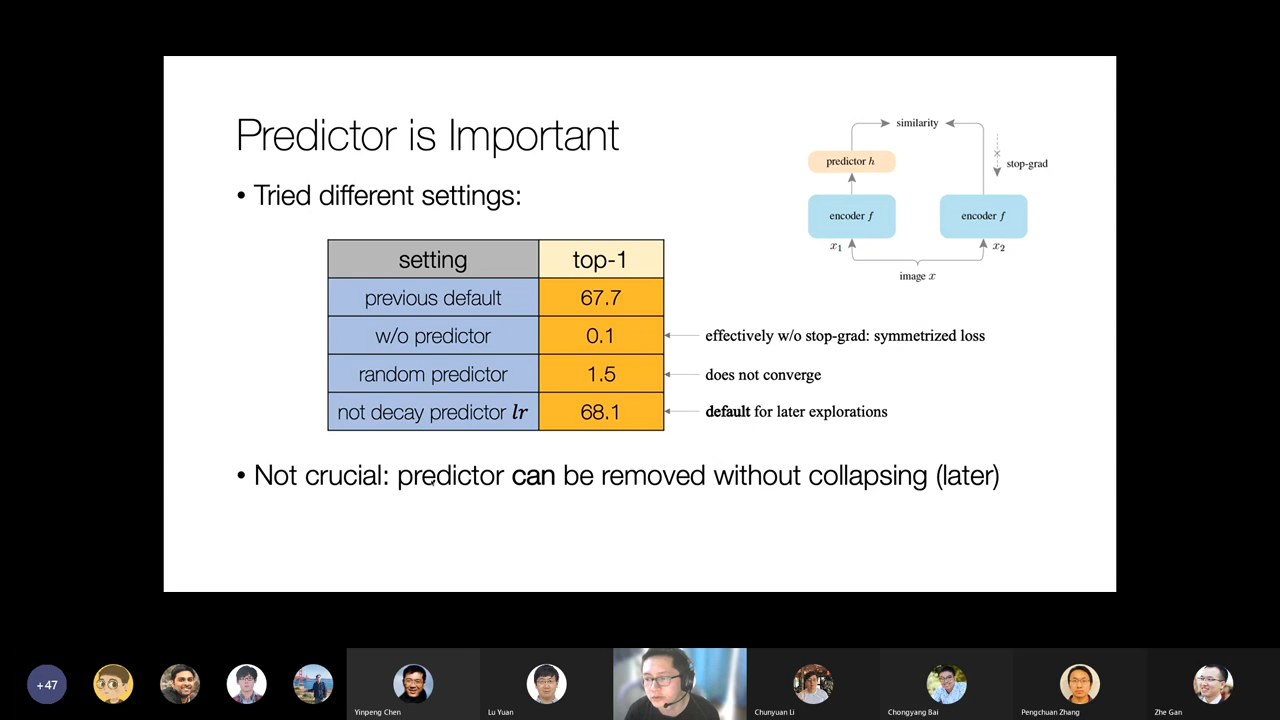 Predictor is Important
• Tried different settings:
setting top-1
previous default 67.7
w/o predictor 0.1
random predictor 1.5
not decay predictor lr 68.1
effectively w/o stop-grad: symmetrized loss
does not converge
default for later explorations
similarity
predictor h
stop-grad
encoder f encoder f
x1 x2
image x
• Not crucial: predictor can be removed without collapsing (later)
+47
Yinpeng Chen
Lu Yuan
Chunyuan Li
Chongyang Bai
Pengchuan Zhang
Zhe Gan